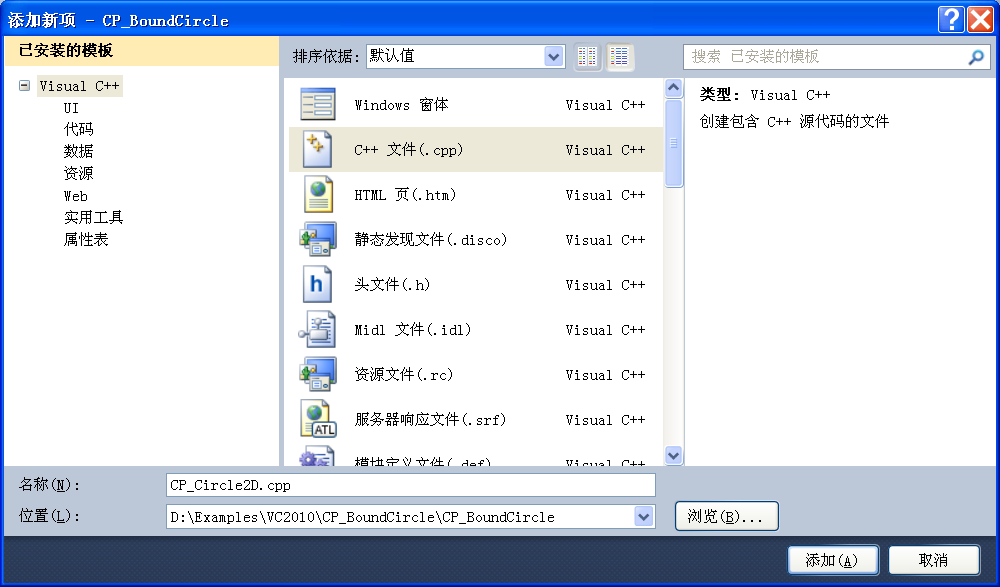 添加新项 - CP_BoundCircle
已安装的模板
Visual C++
UI
代码
数据
资源
Web
实用工具
属性表
排序依据: 默认值
搜索 已安装的模板
Windows 窗体 Visual C++
C++ 文件(.cpp) Visual C++
HTML 页(.htm) Visual C++
静态发现文件(.disco) Visual C++
头文件(.h) Visual C++
Midl 文件(.idl) Visual C++
资源文件(.rc) Visual C++
ATL
服务器响应文件(.srf) Visual C++
模块定义文件(.def) Visual C++
类型: Visual C++
创建包含 C++ 源代码的文件
名称(N): CP_Circle2D.cpp
位置(L): D:\Examples\VC2010\CP_BoundCircle\CP_BoundCircle
浏览(B)...
添加(A) 取消